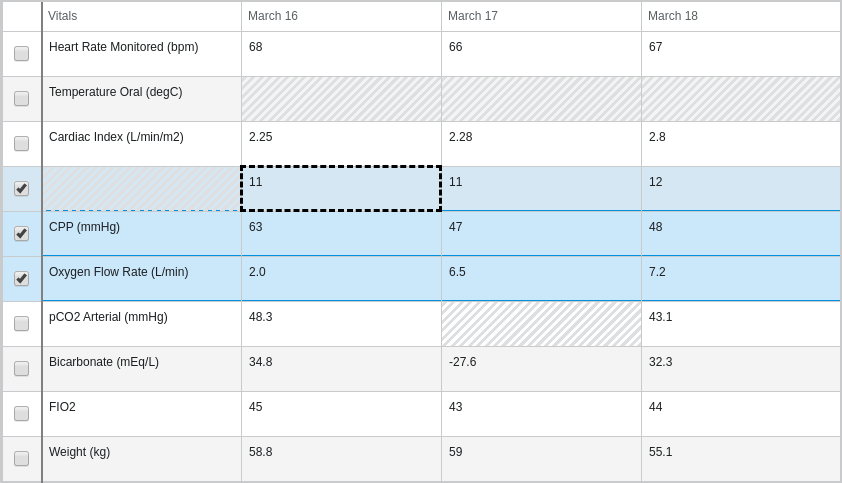 Vitals March 16 March 17 March 18
Heart Rate Monitored (bpm) 68 66 67
Temperature Oral (degC)
Cardiac Index (L/min/m2) 2.25 2.28 2.8
11 11 12
CPP (mmHg) 63 47 48
Oxygen Flow Rate (L/min) 2.0 6.5 7.2
pCO2 Arterial (mmHg) 48.3 43.1
Bicarbonate (mEq/L) 34.8 -27.6 32.3
FIO2 45 43 44
Weight (kg) 58.8 59 55.1